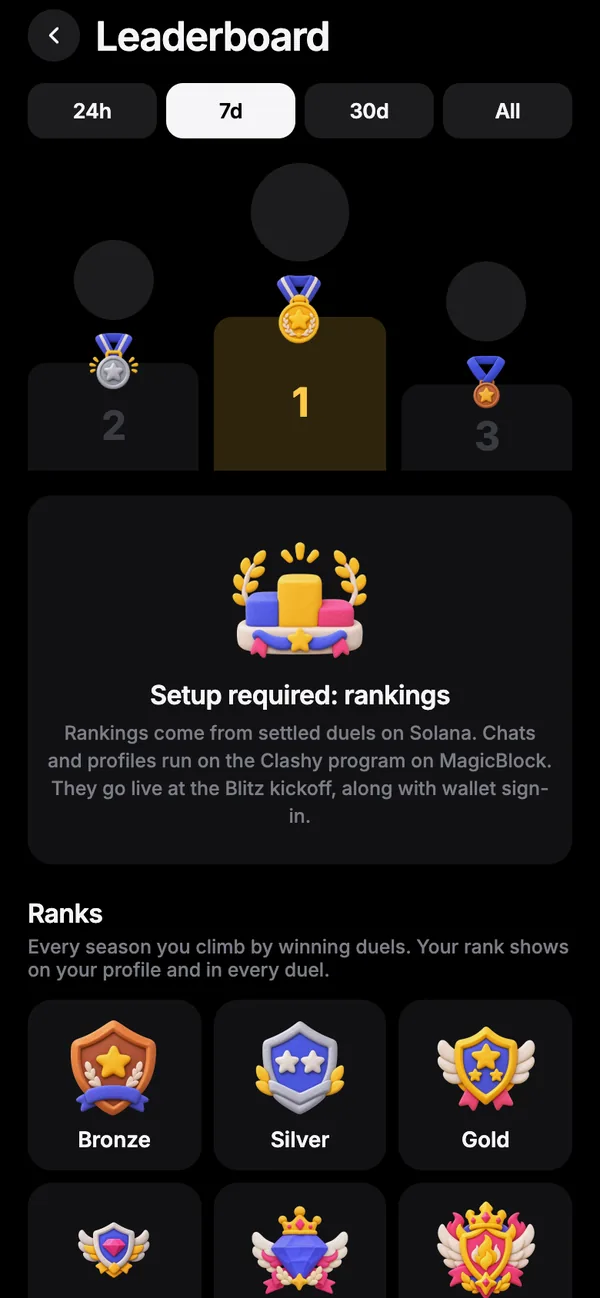 Leaderboard
24h
7d
30d
All
1
2
3
Setup required: rankings
Rankings come from settled duels on Solana. Chats
and profiles run on the Clashy program on MagicBlock.
They go live at the Blitz kickoff, along with wallet sign-
in.
Ranks
Every season you climb by winning duels. Your rank shows
on your profile and in every duel.
Bronze
Silver
Gold